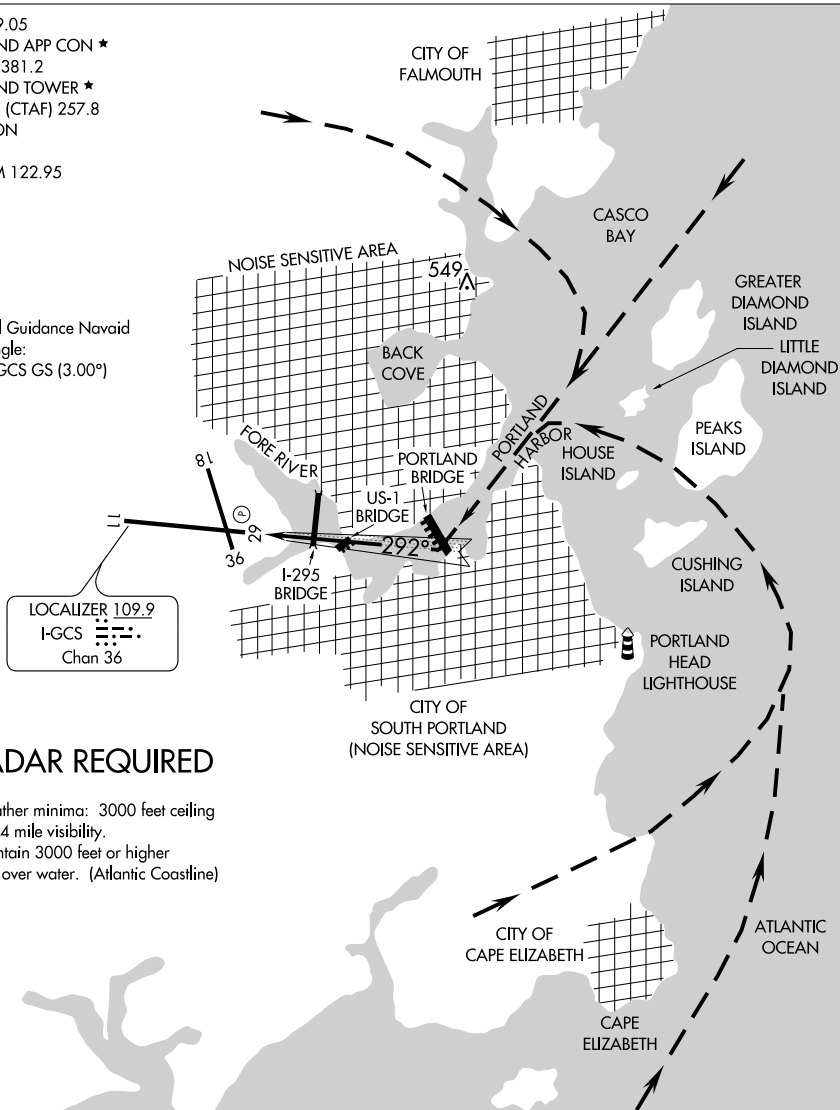 9.05
ND APP CON ★
381.2
ND TOWER ★
(CTAF) 257.8
ON
M 122.95
CITY OF
FALMOUTH
CASCO
BAY
NOISE SENSITIVE AREA
549
GREATER
DIAMOND
ISLAND
LITTLE
DIAMOND
ISLAND
l Guidance Navaid
gle:
GCS GS (3.00°)
BACK
COVE
PEAKS
ISLAND
PORTLAND
HARBOR
HOUSE
ISLAND
FORE RIVER
PORTLAND
BRIDGE
US-1
BRIDGE
18
11
P
29
36
292°
I-295
BRIDGE
CUSHING
ISLAND
LOCALIZER 109.9
I-GCS
Chan 36
PORTLAND
HEAD
LIGHTHOUSE
CITY OF
SOUTH PORTLAND
(NOISE SENSITIVE AREA)
ADAR REQUIRED
ather minima: 3000 feet ceiling
4 mile visibility.
ntain 3000 feet or higher
over water. (Atlantic Coastline)
CITY OF
CAPE ELIZABETH
ATLANTIC
OCEAN
CAPE
ELIZABETH